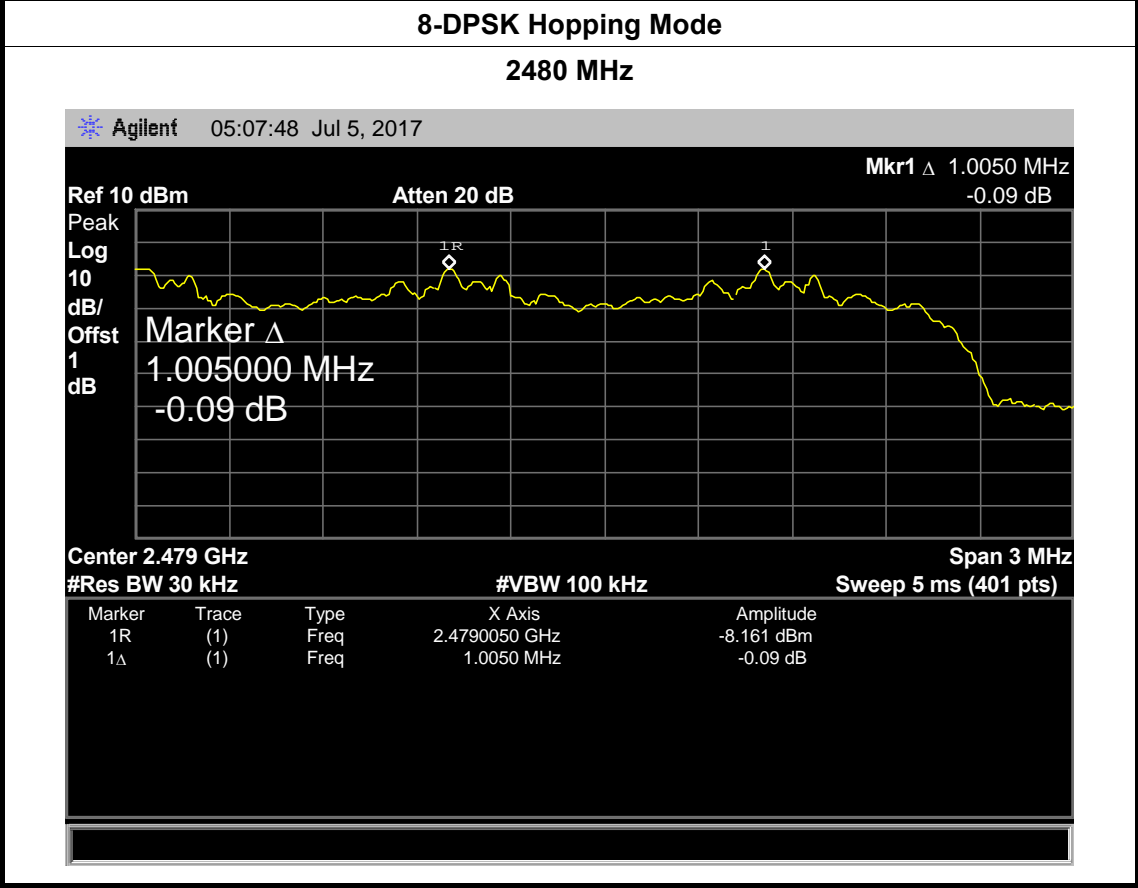 8-DPSK Hopping Mode
2480 MHz
Agilent 05:07:48 Jul 5, 2017
Mkr1 Δ 1.0050 MHz
Ref 10 dBm Atten 20 dB -0.09 dB
Peak
Log
10
dB/
Offst
1
dB
1R 1
Marker Δ
1.005000 MHz
-0.09 dB
Center 2.479 GHz Span 3 MHz
#Res BW 30 kHz #VBW 100 kHz Sweep 5 ms (401 pts)
Marker Trace Type X Axis Amplitude
1R (1) Freq 2.4790050 GHz -8.161 dBm
1Δ (1) Freq 1.0050 MHz -0.09 dB